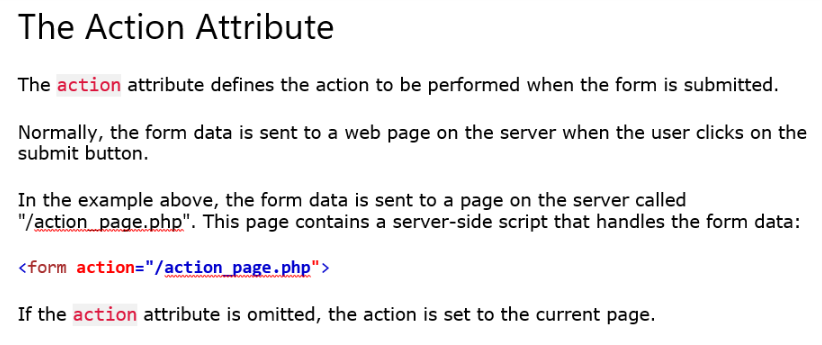 The Action Attribute
The action attribute defines the action to be performed when the form is submitted.
Normally, the form data is sent to a web page on the server when the user clicks on the
submit button.
In the example above, the form data is sent to a page on the server called
"/action_page.php". This page contains a server-side script that handles the form data:
<form action="/action_page.php">
If the action attribute is omitted, the action is set to the current page.